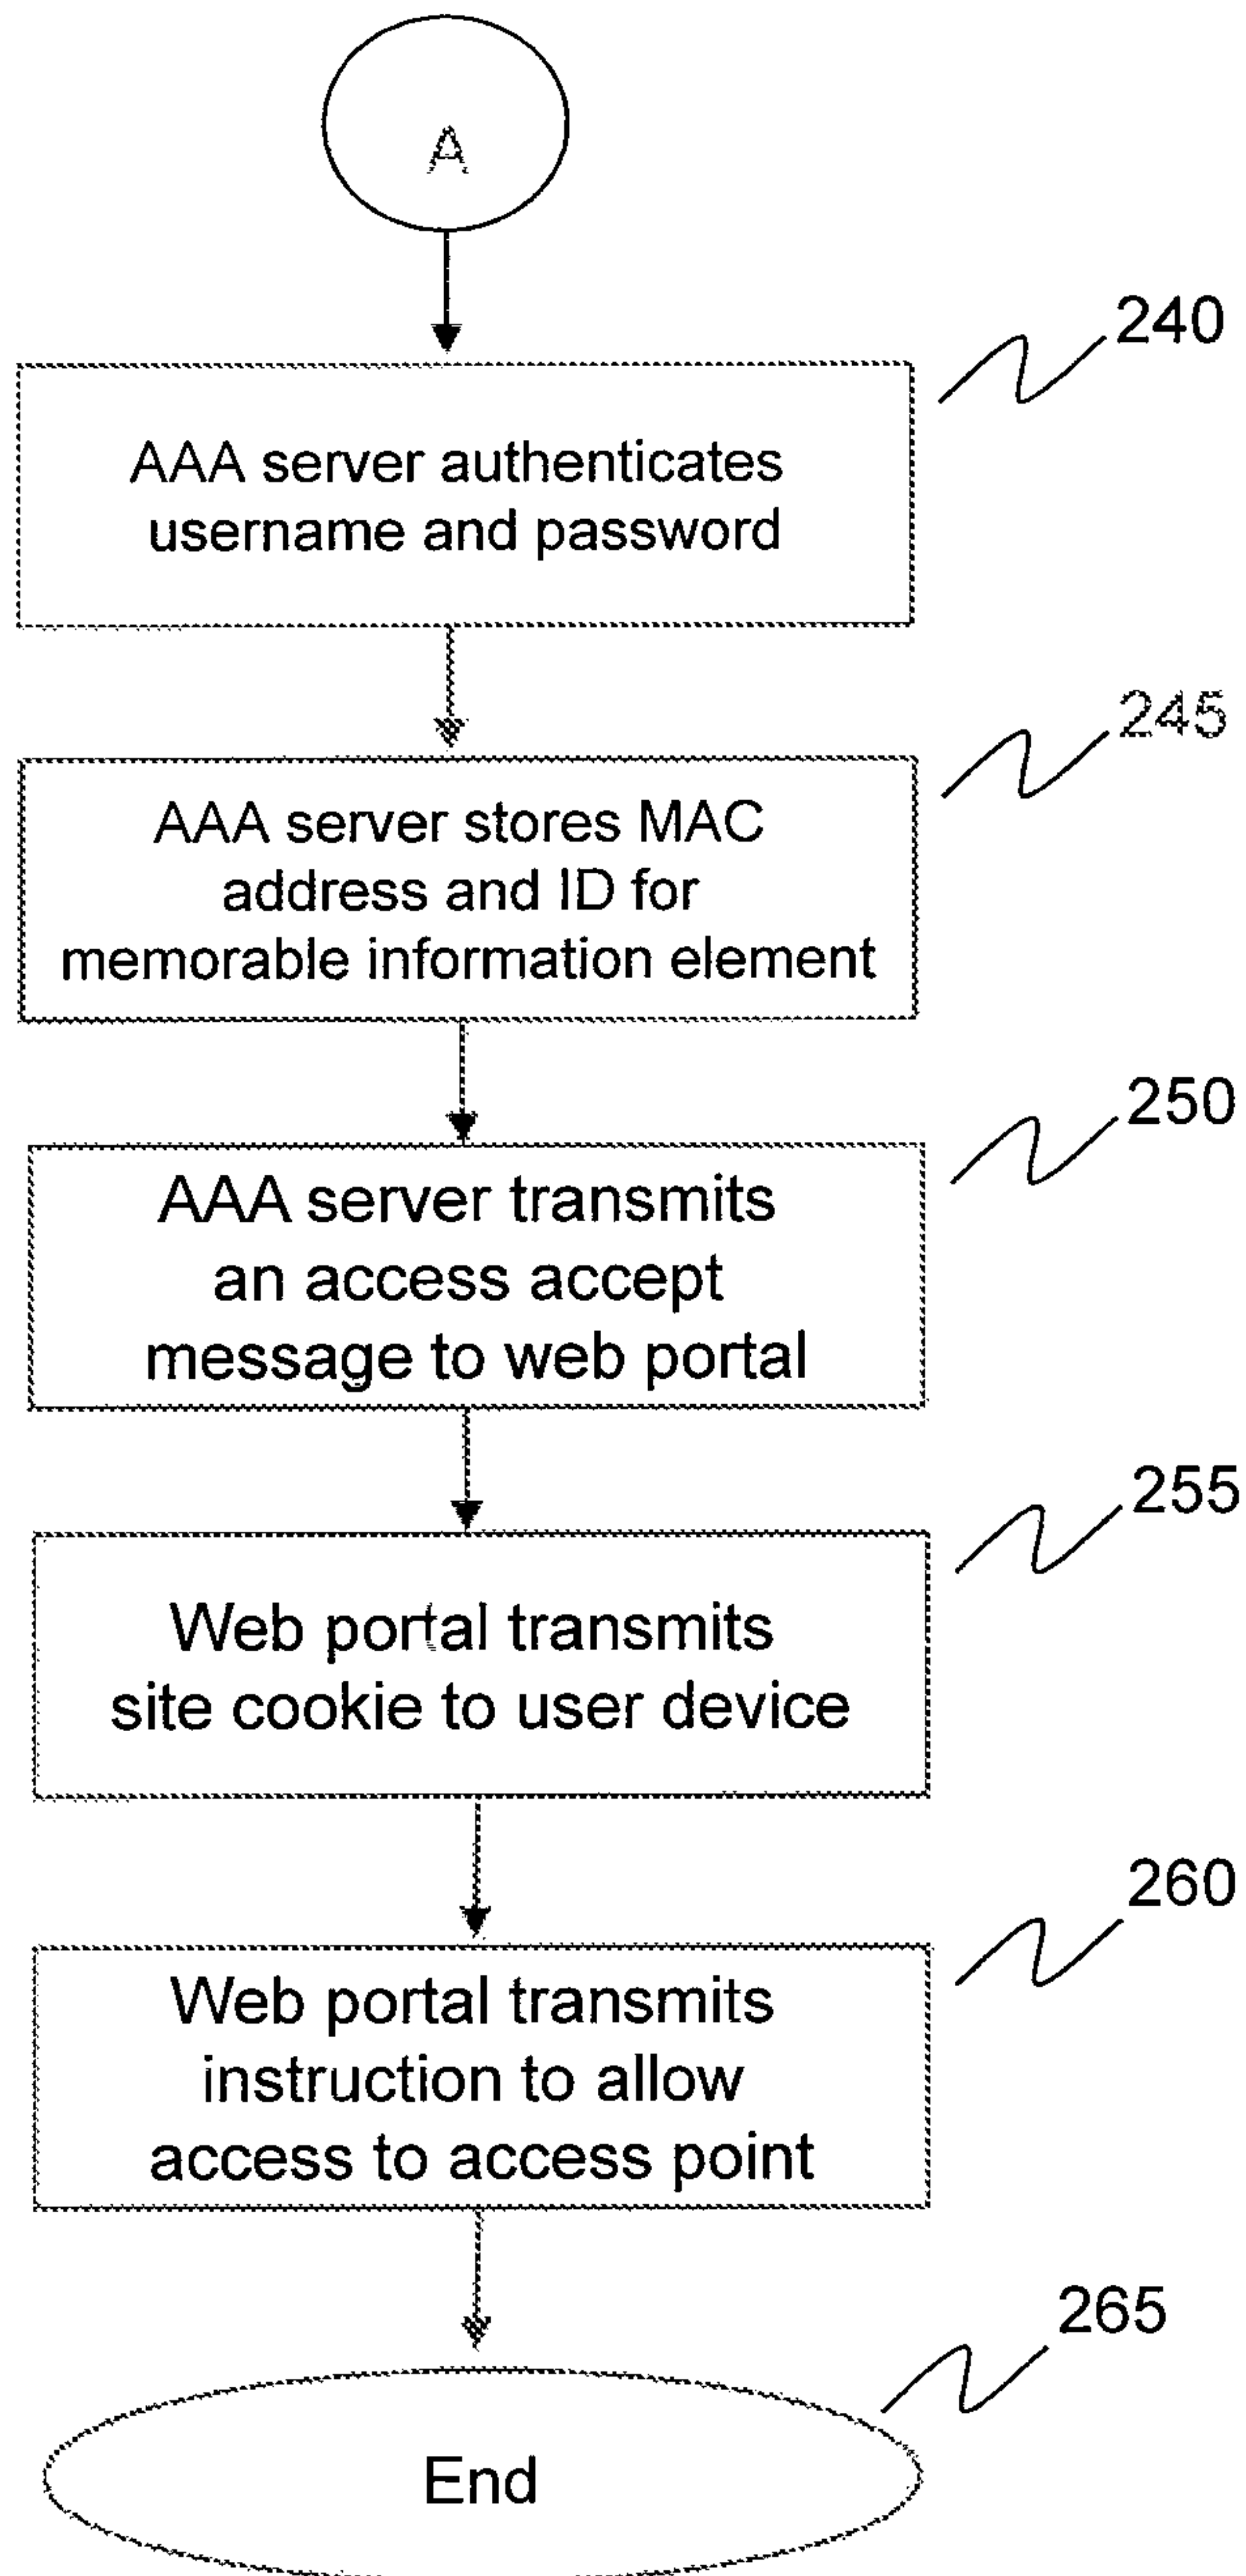 A
240
AAA server authenticates
username and password
245
AAA server stores MAC
address and ID for
memorable information element
250
AAA server transmits
an access accept
message to web portal
255
Web portal transmits
site cookie to user device
260
Web portal transmits
instruction to allow
access to access point
265
End